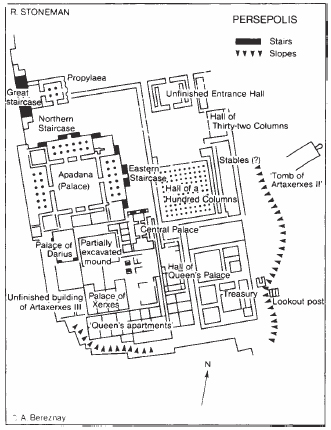 R. STONEMAN
PERSEPOLIS
Stairs
Slopes
Propylaea
Great
staircase
Unfinished Entrance Hall
Northern
Staircase
Hall of
Thirty-two Columns
Apadana
(Palace)
Eastern
Staircase
Stables (?)
'Tomb of
Artaxerxes II'
Hall of a
Hundred Columns
Central Palace
Palace of
Darius
Partially
excavated
mound
Hall of
Queen's Palace
Unfinished building
of Artaxerxes III
Palace of
Xerxes
Treasury
Lookout post
'Queen's apartments'
N
A. Bereznay